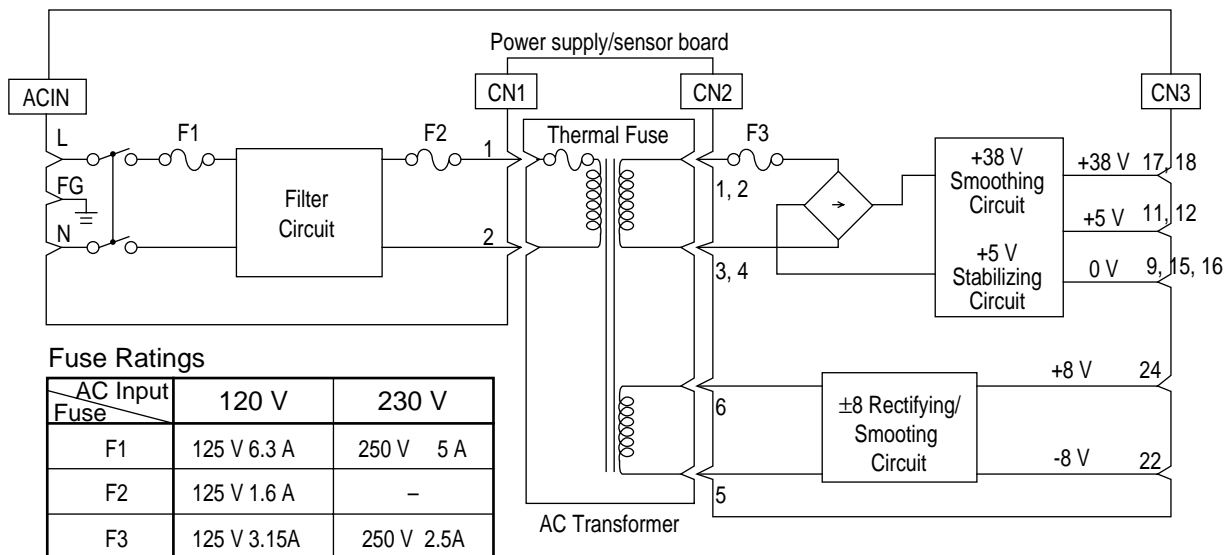 Power supply/sensor board
ACIN
CN1
CN2
CN3
L
F1
F2
1
Thermal Fuse
F3
FG
N
Filter
Circuit
2
1, 2
3, 4
+38 V
Smoothing
Circuit
+5 V
Stabilizing
Circuit
+38 V 17, 18
+5 V 11, 12
0 V 9, 15, 16
6
5
±8 Rectifying/
Smooting
Circuit
+8 V 24
-8 V 22
AC Transformer
Fuse Ratings
AC Input
Fuse
120 V 230 V
F1 125 V 6.3 A 250 V 5 A
F2 125 V 1.6 A –
F3 125 V 3.15A 250 V 2.5A